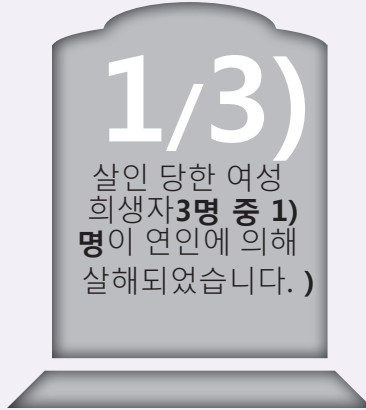 1/3)
살인 당한 여성
희생자3명 중 1)
명이 연인에 의해
살해되었습니다. )